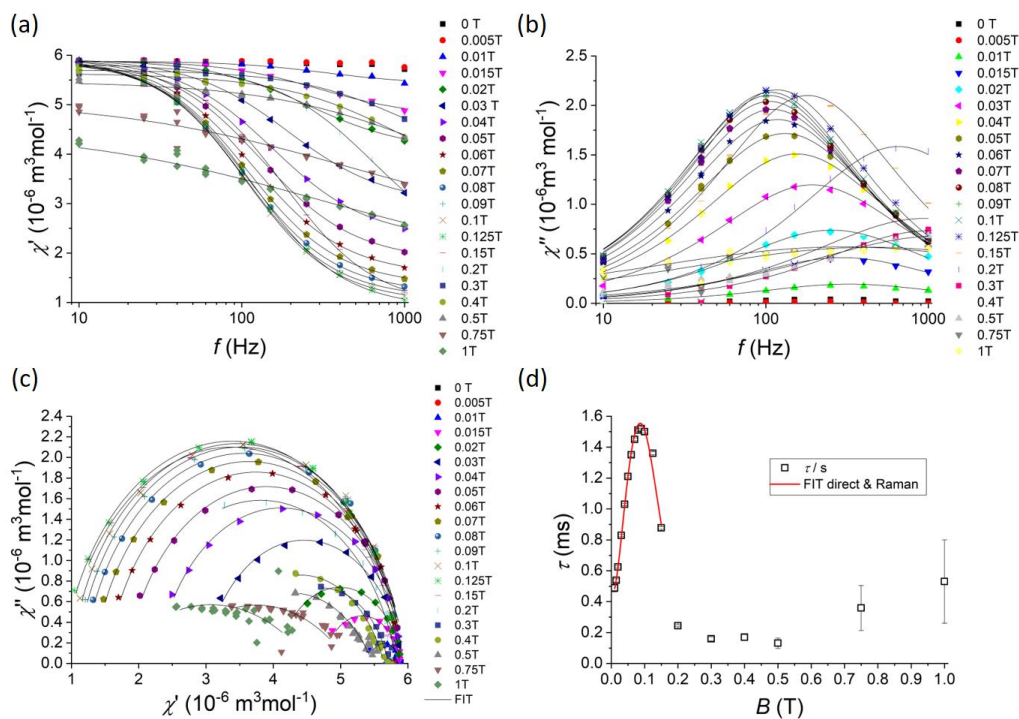 (a)
χ′ (10⁻⁶ m³mol⁻¹)
6
5
4
3
2
1
10
100
1000
f (Hz)
0 T
0.005T
0.01T
0.015T
0.02T
0.03 T
0.04T
0.05T
0.06T
0.07T
0.08T
0.09T
0.1T
0.125T
0.15T
0.2T
0.3T
0.4T
0.5T
0.75T
1T
(b)
χ″ (10⁻⁶m³ mol⁻¹)
2.5
2.0
1.5
1.0
0.5
0.0
10
100
1000
f (Hz)
0 T
0.005T
0.01T
0.015T
0.02T
0.03T
0.04T
0.05T
0.06T
0.07T
0.08T
0.09T
0.1T
0.125T
0.15T
0.2T
0.3T
0.4T
0.5T
0.75T
1T
(c)
χ″ (10⁻⁶ m³mol⁻¹)
2.4
2.2
2.0
1.8
1.6
1.4
1.2
1.0
0.8
0.6
0.4
0.2
0.0
1
2
3
4
5
6
χ′ (10⁻⁶ m³mol⁻¹)
0 T
0.005T
0.01T
0.015T
0.02T
0.03T
0.04T
0.05T
0.06T
0.07T
0.08T
0.09T
0.1T
0.125T
0.15T
0.2T
0.3T
0.4T
0.5T
0.75T
1T
FIT
(d)
τ (ms)
1.6
1.4
1.2
1.0
0.8
0.6
0.4
0.2
0.0
0.0 0.1 0.2 0.3 0.4 0.5 0.6 0.7 0.8 0.9 1.0
B (T)
τ / s
FIT direct & Raman